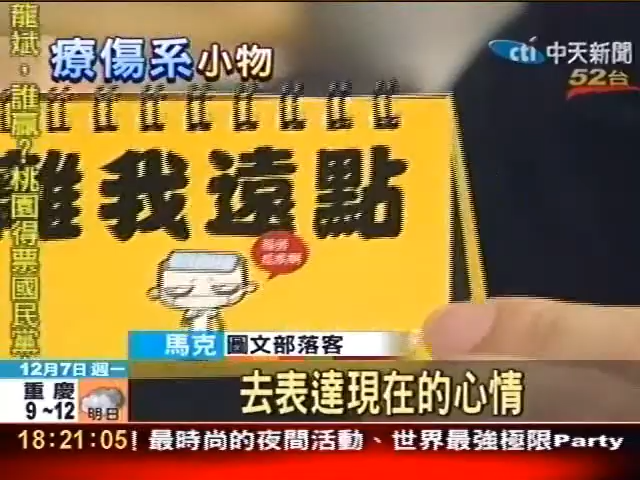 龍斌，誰贏？桃園得票國民黨
療傷系小物
cti 中天新聞
52台
離我遠點
馬克 圖文部落客
去表達現在的心情
12月7日 週一
重慶
9~12 明日
18:21:05! 最時尚的夜間活動、世界最強極限Party